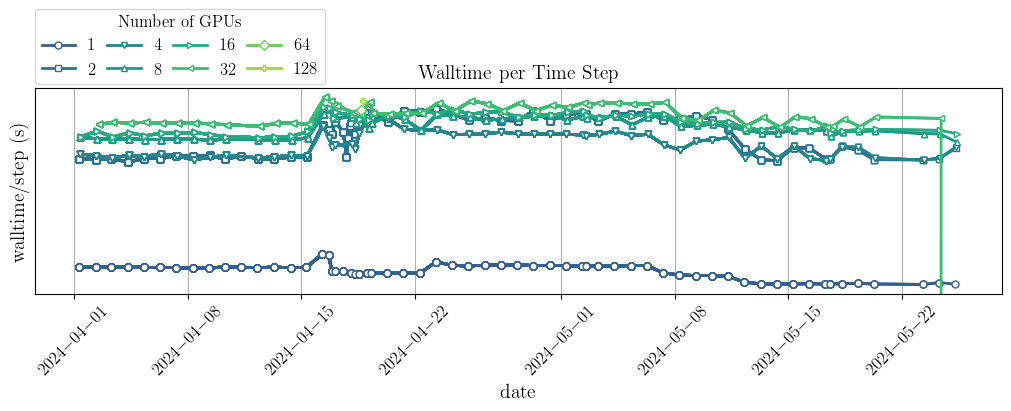 Number of GPUs
1 4 16 64
2 8 32 128
Walltime per Time Step
walltime/step (s)
2024−04−01 2024−04−08 2024−04−15 2024−04−22 2024−05−01 2024−05−08 2024−05−15 2024−05−22
date